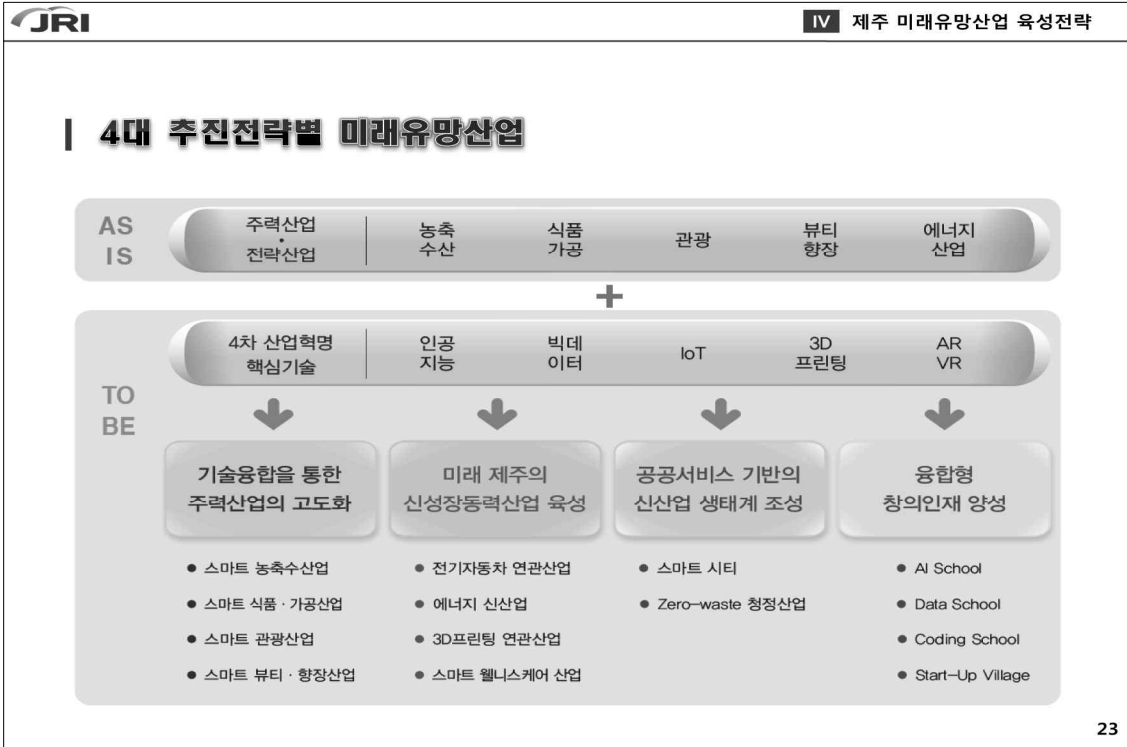 JRI
IV 제주 미래유망산업 육성전략
4대 추진전략별 미래유망산업
AS
IS
주력산업
·
전략산업
농축
수산
식품
가공
관광
뷰티
향장
에너지
산업
+
TO
BE
4차 산업혁명
핵심기술
인공
지능
빅데
이터
IoT
3D
프린팅
AR
VR
기술융합을 통한
주력산업의 고도화
● 스마트 농축수산업
● 스마트 식품 · 가공산업
● 스마트 관광산업
● 스마트 뷰티 · 향장산업
미래 제주의
신성장동력산업 육성
● 전기자동차 연관산업
● 에너지 신산업
● 3D프린팅 연관산업
● 스마트 웰니스케어 산업
공공서비스 기반의
신산업 생태계 조성
● 스마트 시티
● Zero-waste 청정산업
융합형
창의인재 양성
● AI School
● Data School
● Coding School
● Start-Up Village
23